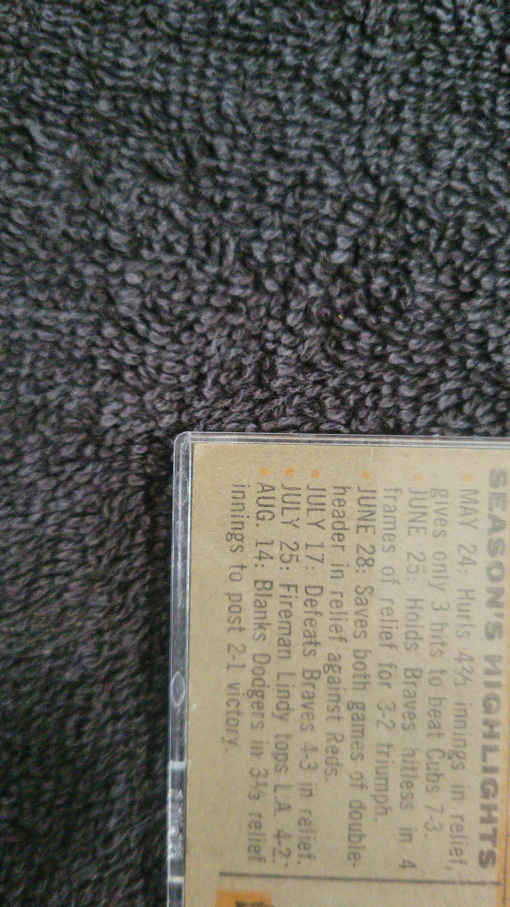 SEASON'S HIGHLIGHTS
• MAY 24: Hurls 4⅔ innings in relief,
gives only 3 hits to beat Cubs 7-3.
• JUNE 25: Holds Braves hitless in 4
frames of relief for 3-2 triumph.
• JUNE 28: Saves both games of double-
header in relief against Reds.
• JULY 17: Defeats Braves 4-3 in relief.
• JULY 25: Fireman Lindy tops L.A. 4-2.
• AUG. 14: Blanks Dodgers in 3⅓ relief
innings to post 2-1 victory.